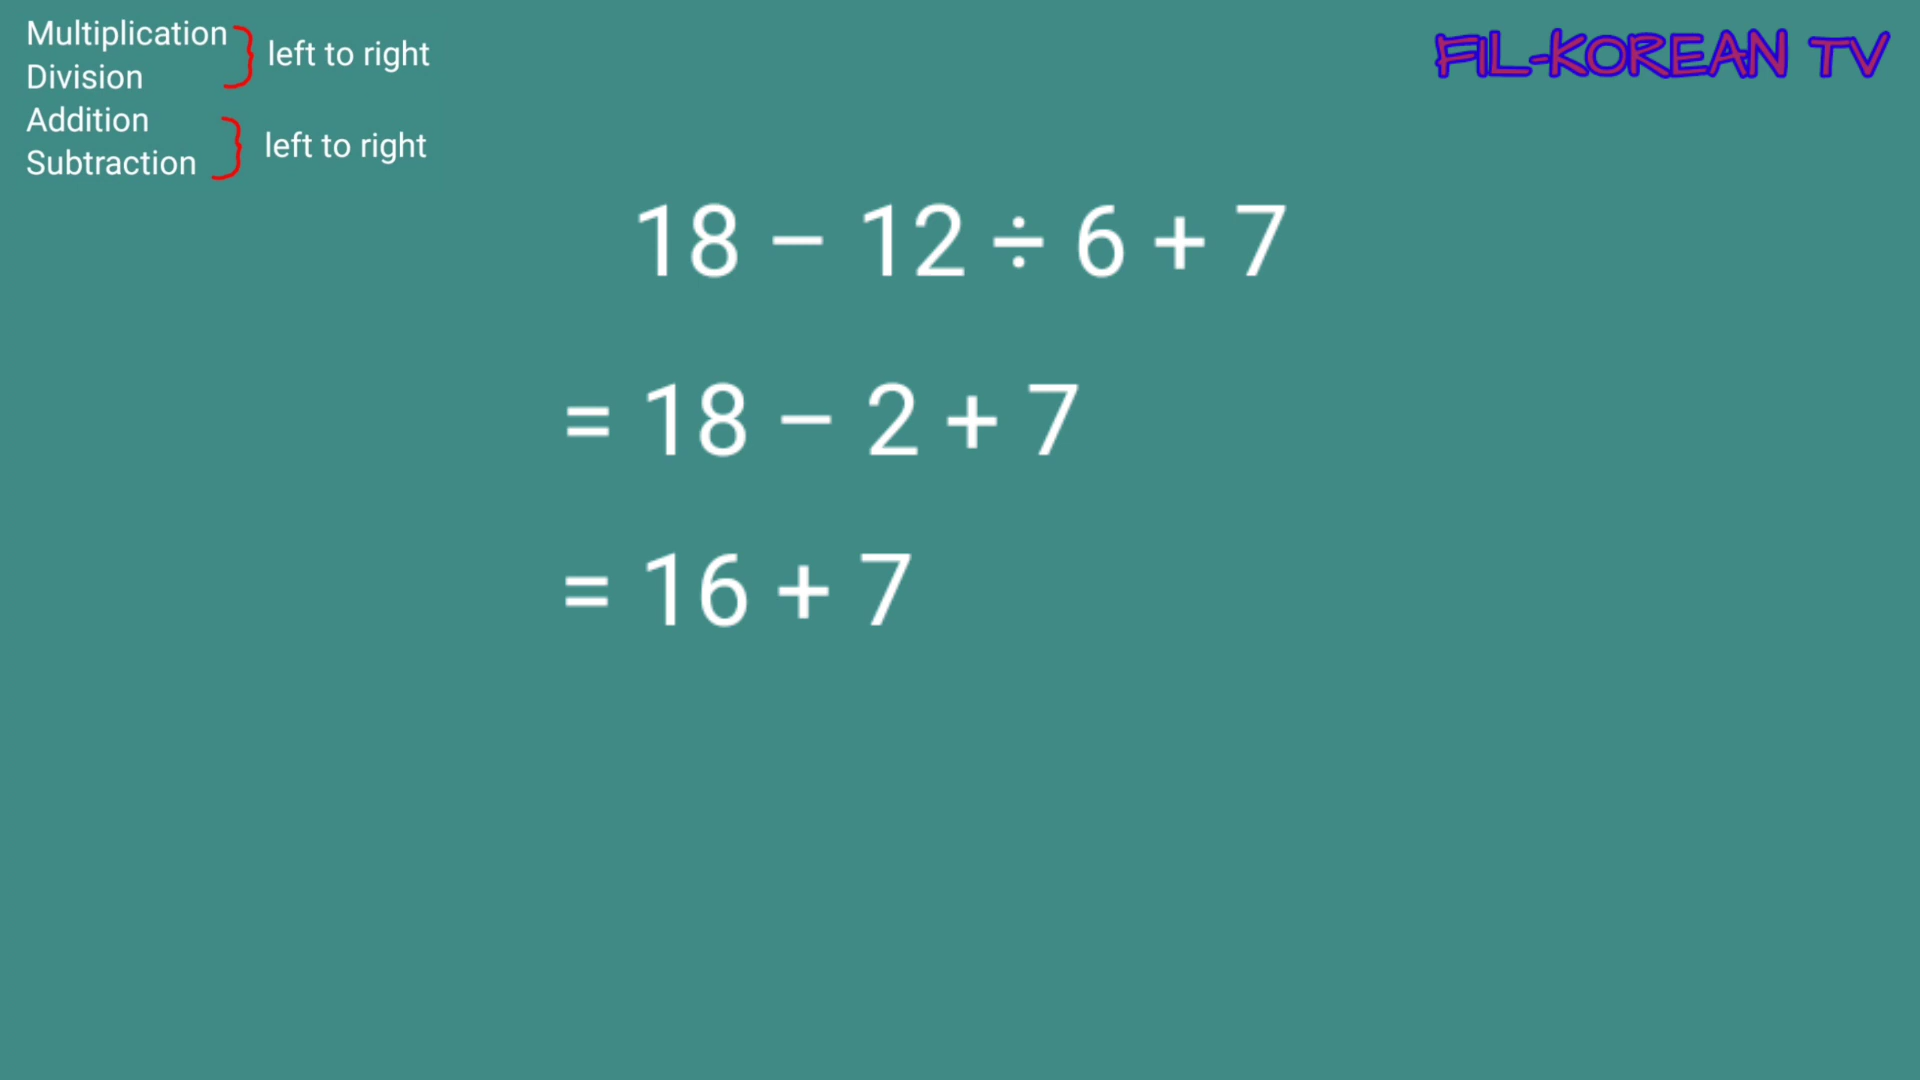 Multiplication
Division
left to right
Addition
Subtraction
left to right
FIL-KOREAN TV
18 − 12 ÷ 6 + 7
= 18 − 2 + 7
= 16 + 7